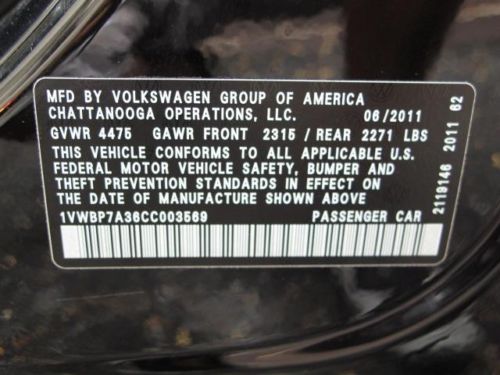 MFD BY VOLKSWAGEN GROUP OF AMERICA
CHATTANOOGA OPERATIONS, LLC. 06/2011
GVWR 4475 GAWR FRONT 2315 / REAR 2271 LBS
THIS VEHICLE CONFORMS TO ALL APPLICABLE U.S.
FEDERAL MOTOR VEHICLE SAFETY, BUMPER AND
THEFT PREVENTION STANDARDS IN EFFECT ON
THE DATE OF MANUFACTURE SHOWN ABOVE
1VWBP7A36CC003569 PASSENGER CAR
2119146 2011 62